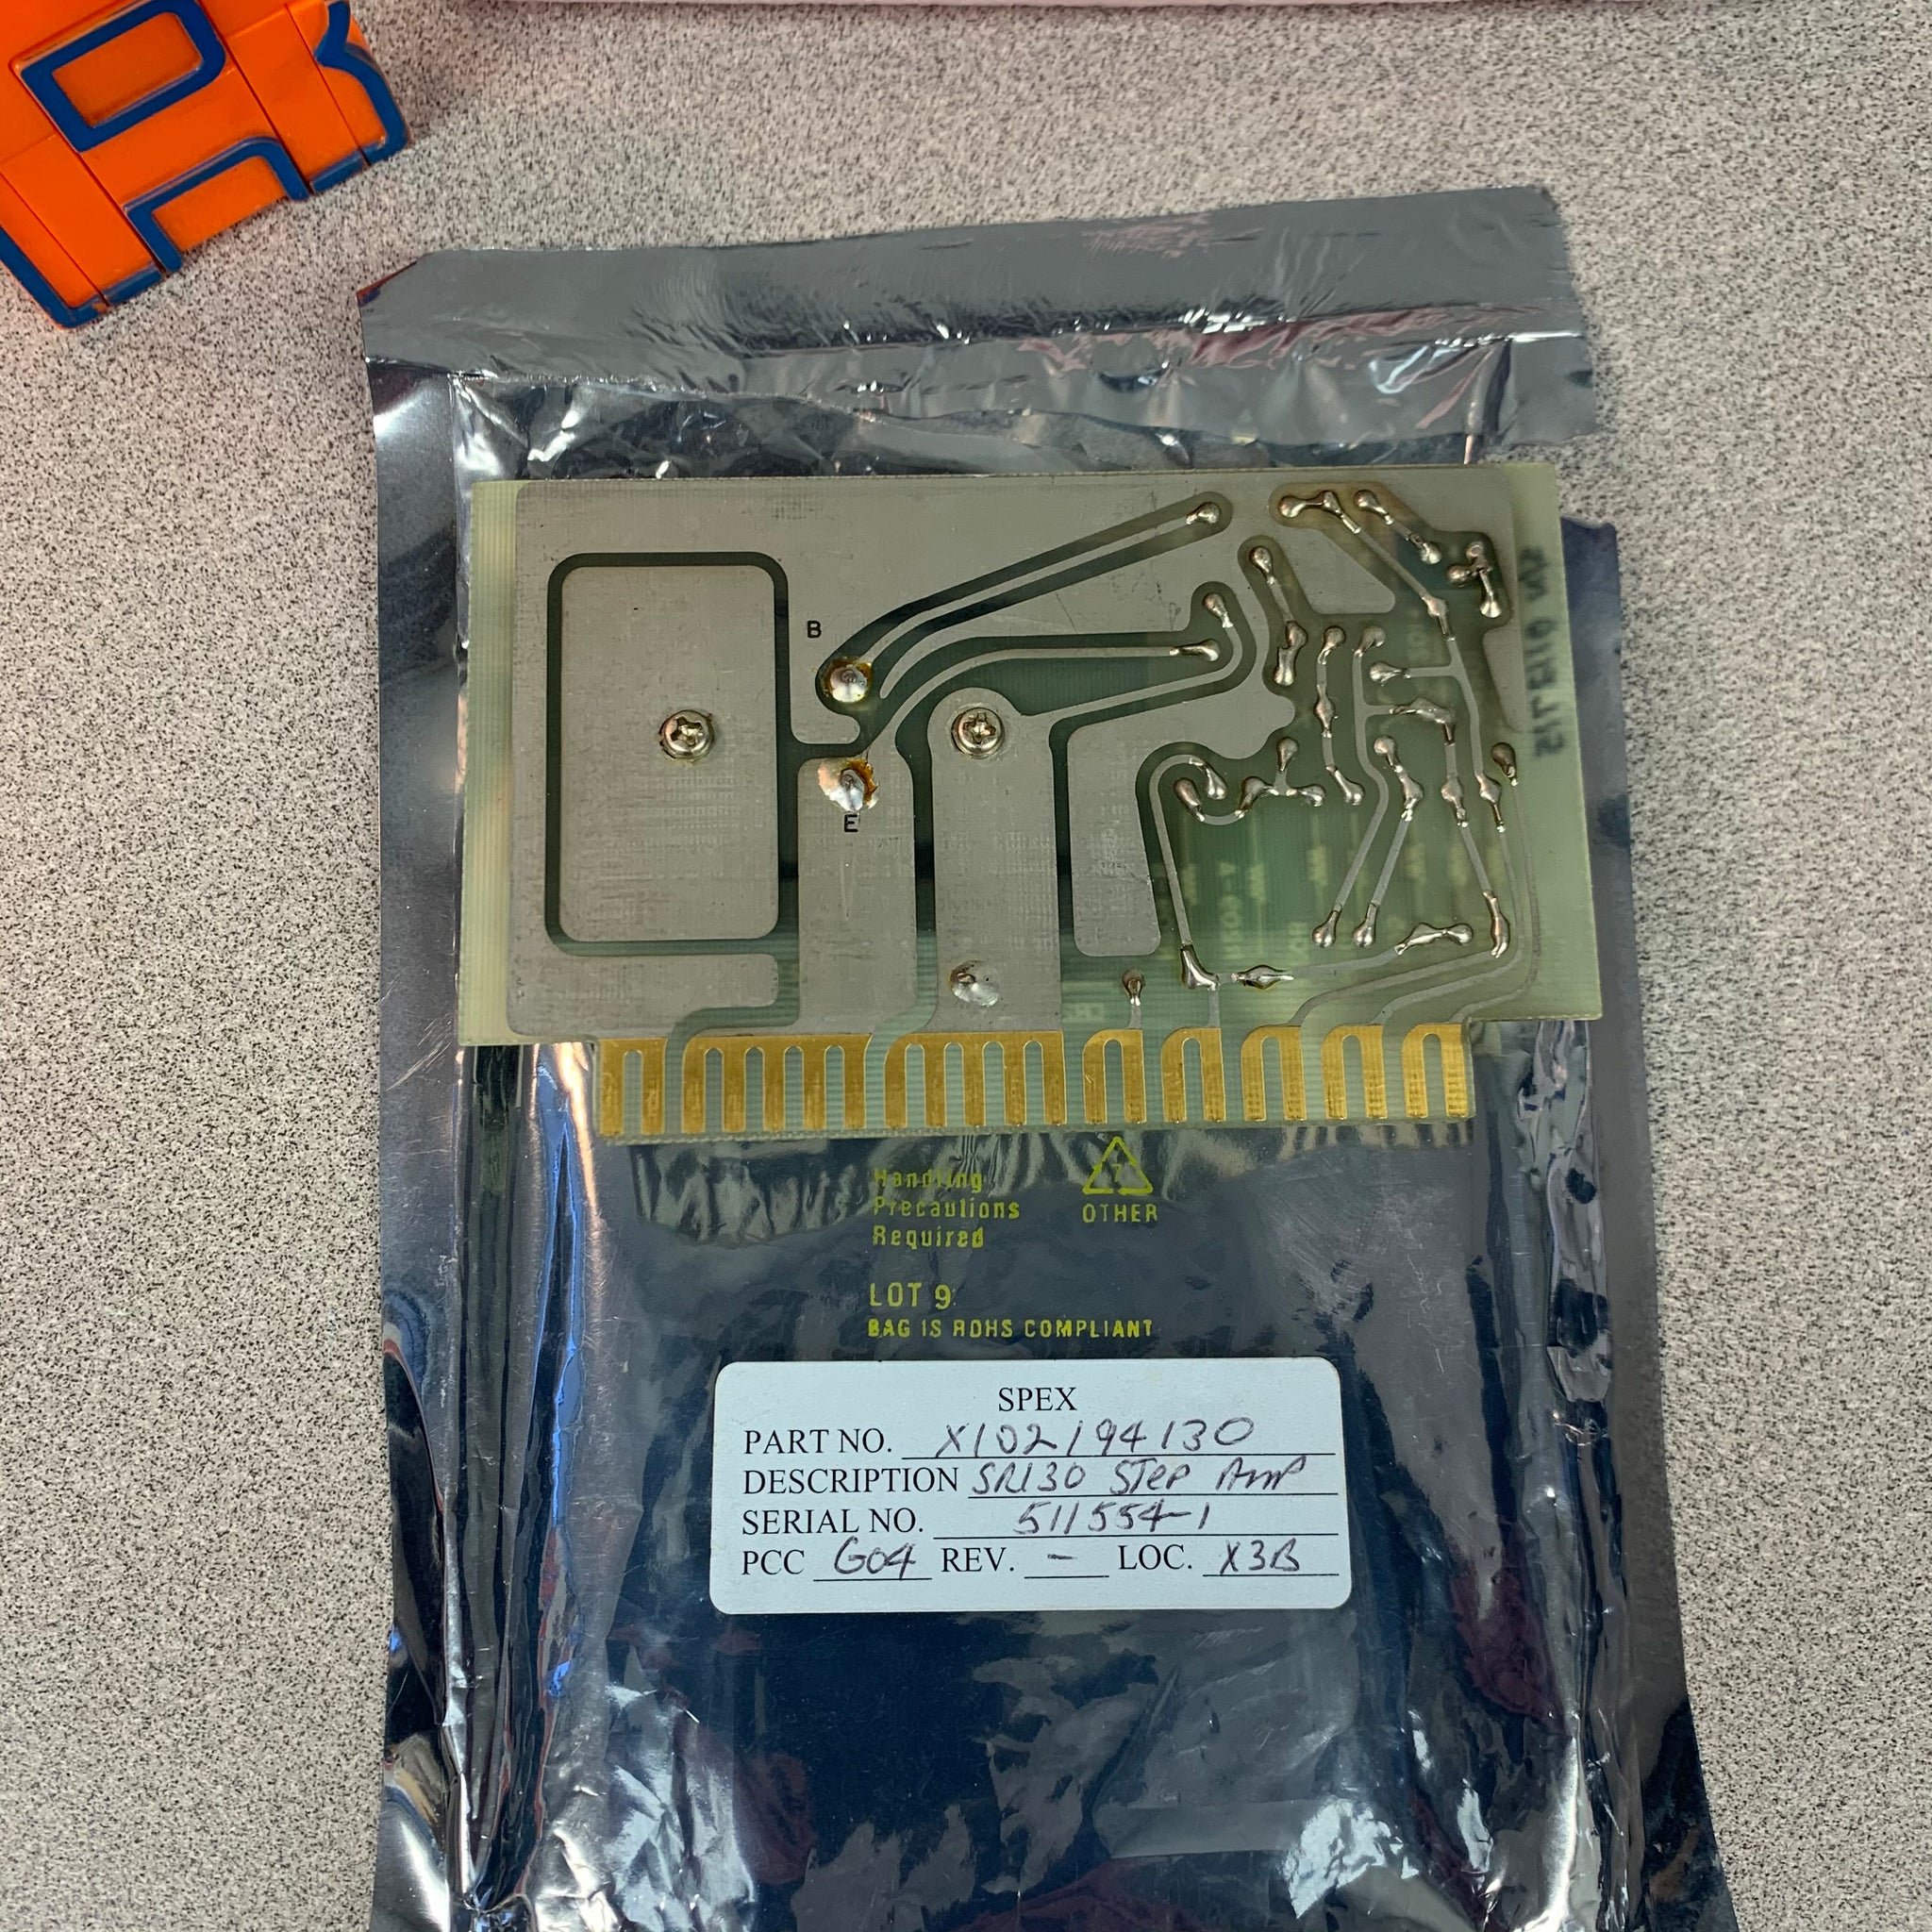 B
E
Handling
Precautions
Required
7
OTHER
LOT 9
BAG IS ROHS COMPLIANT
SPEX
PART NO. X102194130
DESCRIPTION SR130 STEP AMP
SERIAL NO. 511554-1
PCC G04 REV. - LOC. X3B